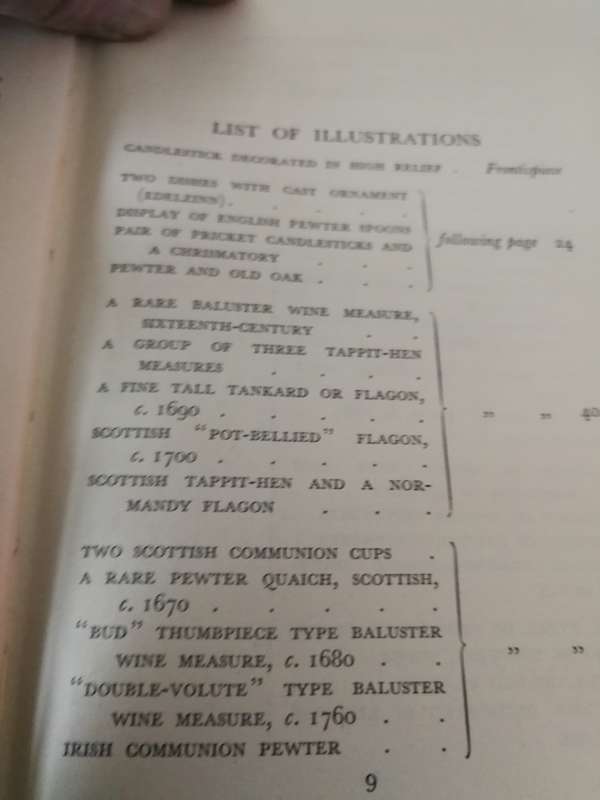 LIST OF ILLUSTRATIONS
CANDLESTICK DECORATED IN HIGH RELIEF . Frontispiece
TWO DISHES WITH CAST ORNAMENT
(EDELZINN). . . . .
DISPLAY OF ENGLISH PEWTER SPOONS
PAIR OF PRICKET CANDLESTICKS AND
A CHRISMATORY . . .
PEWTER AND OLD OAK . . .
following page 24
A RARE BALUSTER WINE MEASURE,
SIXTEENTH-CENTURY . .
A GROUP OF THREE TAPPIT-HEN
MEASURES . . . .
A FINE TALL TANKARD OR FLAGON,
c. 1690 . . . . .
SCOTTISH "POT-BELLIED" FLAGON,
c. 1700 . . . . .
SCOTTISH TAPPIT-HEN AND A NOR-
MANDY FLAGON . . .
” ” 40
TWO SCOTTISH COMMUNION CUPS .
A RARE PEWTER QUAICH, SCOTTISH,
c. 1670 . . . . .
"BUD" THUMBPIECE TYPE BALUSTER
WINE MEASURE, c. 1680 . .
"DOUBLE-VOLUTE" TYPE BALUSTER
WINE MEASURE, c. 1760 . .
IRISH COMMUNION PEWTER . .
” ”
9